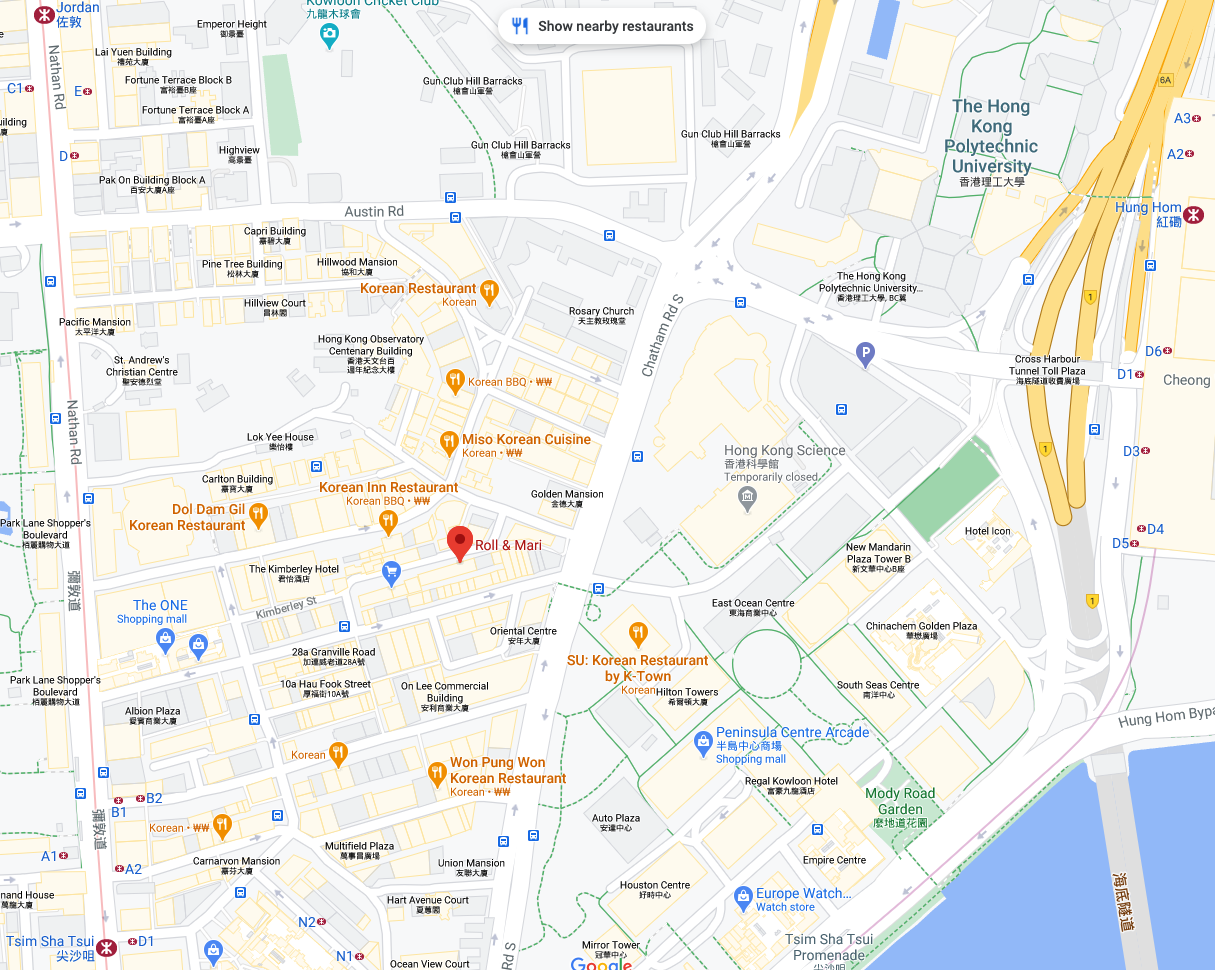 Jordan
佐敦
Emperor Height
御景臺
Kowloon Cricket Club
九龍木球會
Show nearby restaurants
Lai Yuen Building
禮苑大廈
Nathan Rd
C1
E
Fortune Terrace Block B
富裕臺B座
Fortune Terrace Block A
富裕臺A座
Gun Club Hill Barracks
槍會山軍營
6A
The Hong
Kong
Polytechnic
University
香港理工大學
A3
A2
uilding
D
Highview
高景臺
Gun Club Hill Barracks
槍會山軍營
Gun Club Hill Barracks
槍會山軍營
Pak On Building Block A
百安大廈A座
Austin Rd
Hung Hom
紅磡
Capri Building
嘉碧大廈
Pine Tree Building
松林大廈
Hillwood Mansion
協和大廈
Korean Restaurant
Korean
Hillview Court
昌林閣
Rosary Church
天主教玫瑰堂
The Hong Kong
Polytechnic University...
香港理工大學, BC翼
1
Pacific Mansion
太平洋大廈
Chatham Rd S
St. Andrew's
Christian Centre
聖安德烈堂
Hong Kong Observatory
Centenary Building
香港天文台百
週年紀念大樓
P
Cross Harbour
Tunnel Toll Plaza
海底隧道收費廣場
D6
D1
Cheong
Korean BBQ • ₩₩
Nathan Rd
Lok Yee House
樂怡樓
Miso Korean Cuisine
Korean • ₩₩
Hong Kong Science
香港科學館
Temporarily closed
1
D3
Carlton Building
嘉賓大廈
Korean Inn Restaurant
Korean BBQ • ₩₩
Golden Mansion
金德大廈
Dol Dam Gil
Korean Restaurant
Park Lane Shopper's
Boulevard
栢麗購物大道
Roll & Mari
Hotel Icon
D4
D5
New Mandarin
Plaza Tower B
新文華中心B座
The Kimberley Hotel
君怡酒店
彌敦道
Kimberley St
The ONE
Shopping mall
East Ocean Centre
東海商業中心
1
Oriental Centre
安年大廈
Chinachem Golden Plaza
華懋廣場
28a Granville Road
加連威老道28A號
SU: Korean Restaurant
by K-Town
Korean
Park Lane Shopper's
Boulevard
栢麗購物大道
10a Hau Fook Street
厚福街10A號
On Lee Commercial
Building
安利商業大廈
Hilton Towers
希爾頓大廈
South Seas Centre
南洋中心
Albion Plaza
愛賓商業大廈
Hung Hom Bypa
Peninsula Centre Arcade
半島中心商場
Shopping mall
Korean
Won Pung Won
Korean Restaurant
Korean • ₩₩
Regal Kowloon Hotel
富豪九龍酒店
Mody Road
Garden
麼地道花園
B2
B1
彌敦道
Korean • ₩₩
Auto Plaza
安達中心
Multifield Plaza
萬事昌廣場
A1
A2
Carnarvon Mansion
嘉芬大廈
Union Mansion
友聯大廈
Empire Centre
Houston Centre
好時中心
Europe Watch...
Watch store
海底隧道
nand House
萬龍大廈
Hart Avenue Court
夏蕙閣
N2
Tsim Sha Tsui
尖沙咀
D1
N1
Ocean View Court
Rd S
Mirror Tower
冠華中心
Google
Tsim Sha Tsui
Promenade
尖沙咀